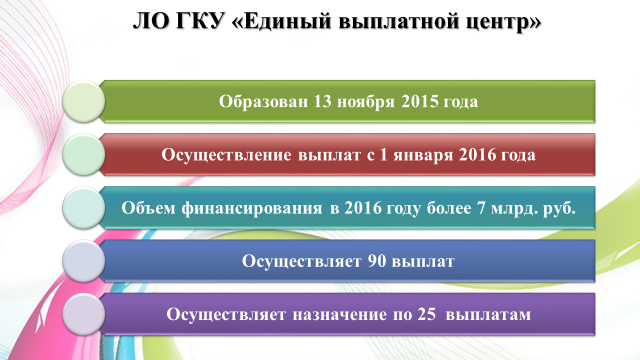 ЛО ГКУ «Единый выплатной центр»
Образован 13 ноября 2015 года
Осуществление выплат с 1 января 2016 года
Объем финансирования в 2016 году более 7 млрд. руб.
Осуществляет 90 выплат
Осуществляет назначение по 25 выплатам